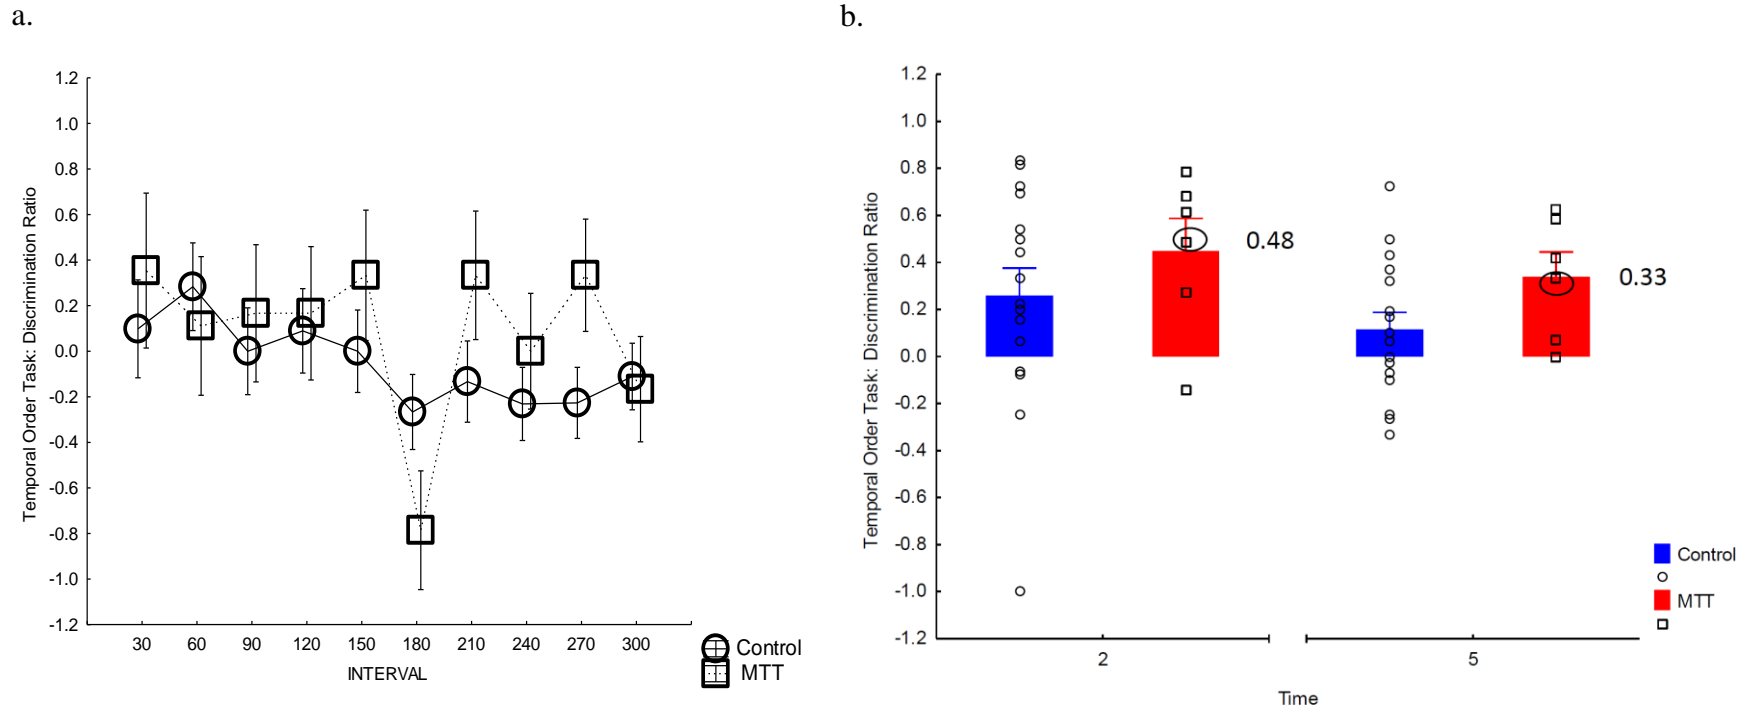 a.
Temporal Order Task: Discrimination Ratio
1.2
1.0
0.8
0.6
0.4
0.2
0.0
-0.2
-0.4
-0.6
-0.8
-1.0
-1.2
30 60 90 120 150 180 210 240 270 300
INTERVAL
Control
MTT
b.
Temporal Order Task: Discrimination Ratio
1.2
1.0
0.8
0.6
0.4
0.2
0.0
-0.2
-0.4
-0.6
-0.8
-1.0
-1.2
0.48
0.33
2 5
Time
Control
MTT